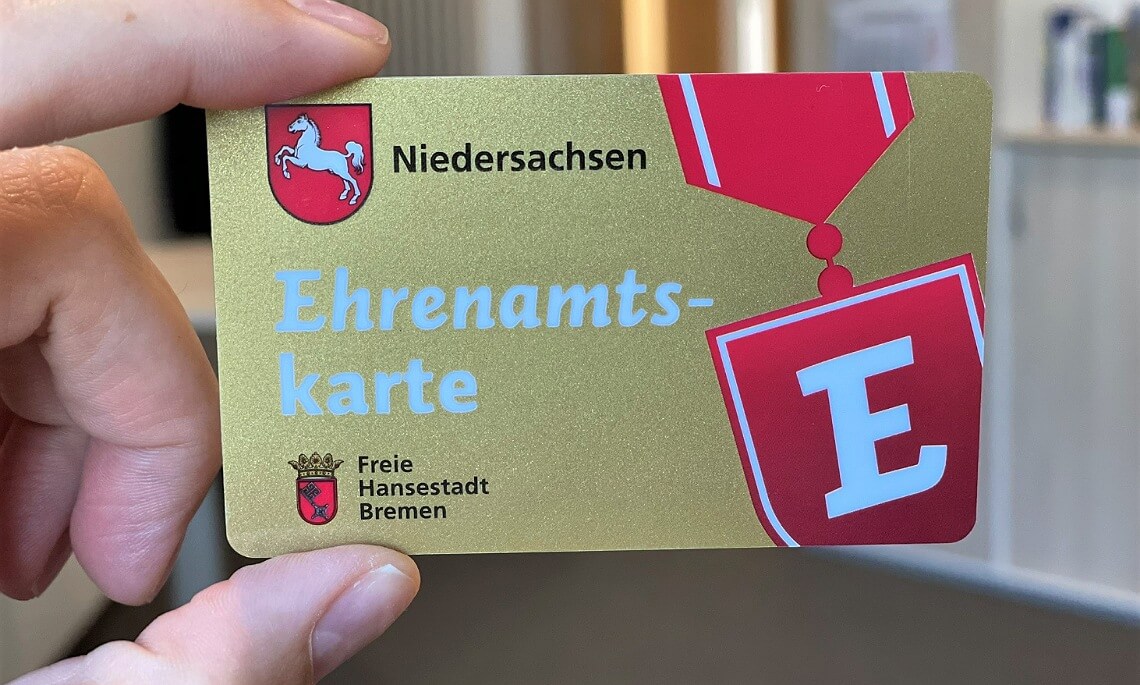 Niedersachsen
Ehrenamts-
karte
Freie
Hansestadt
Bremen
E